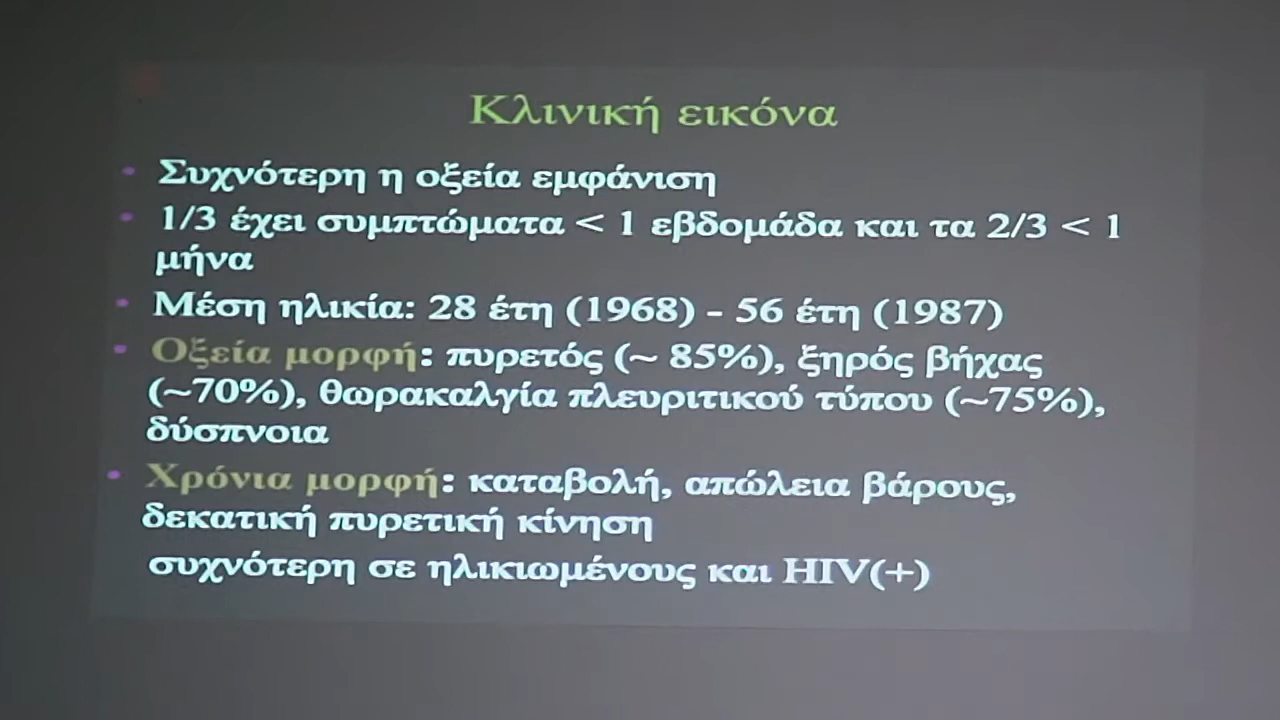 Κλινική εικόνα
• Συχνότερη η οξεία εμφάνιση
• 1/3 έχει συμπτώματα < 1 εβδομάδα και τα 2/3 < 1
μήνα
• Μέση ηλικία: 28 έτη (1968) – 56 έτη (1987)
• Οξεία μορφή: πυρετός (~ 85%), ξηρός βήχας
(~70%), θωρακαλγία πλευριτικού τύπου (~75%),
δύσπνοια
• Χρόνια μορφή: καταβολή, απώλεια βάρους,
δεκατική πυρετική κίνηση
συχνότερη σε ηλικιωμένους και HIV(+)